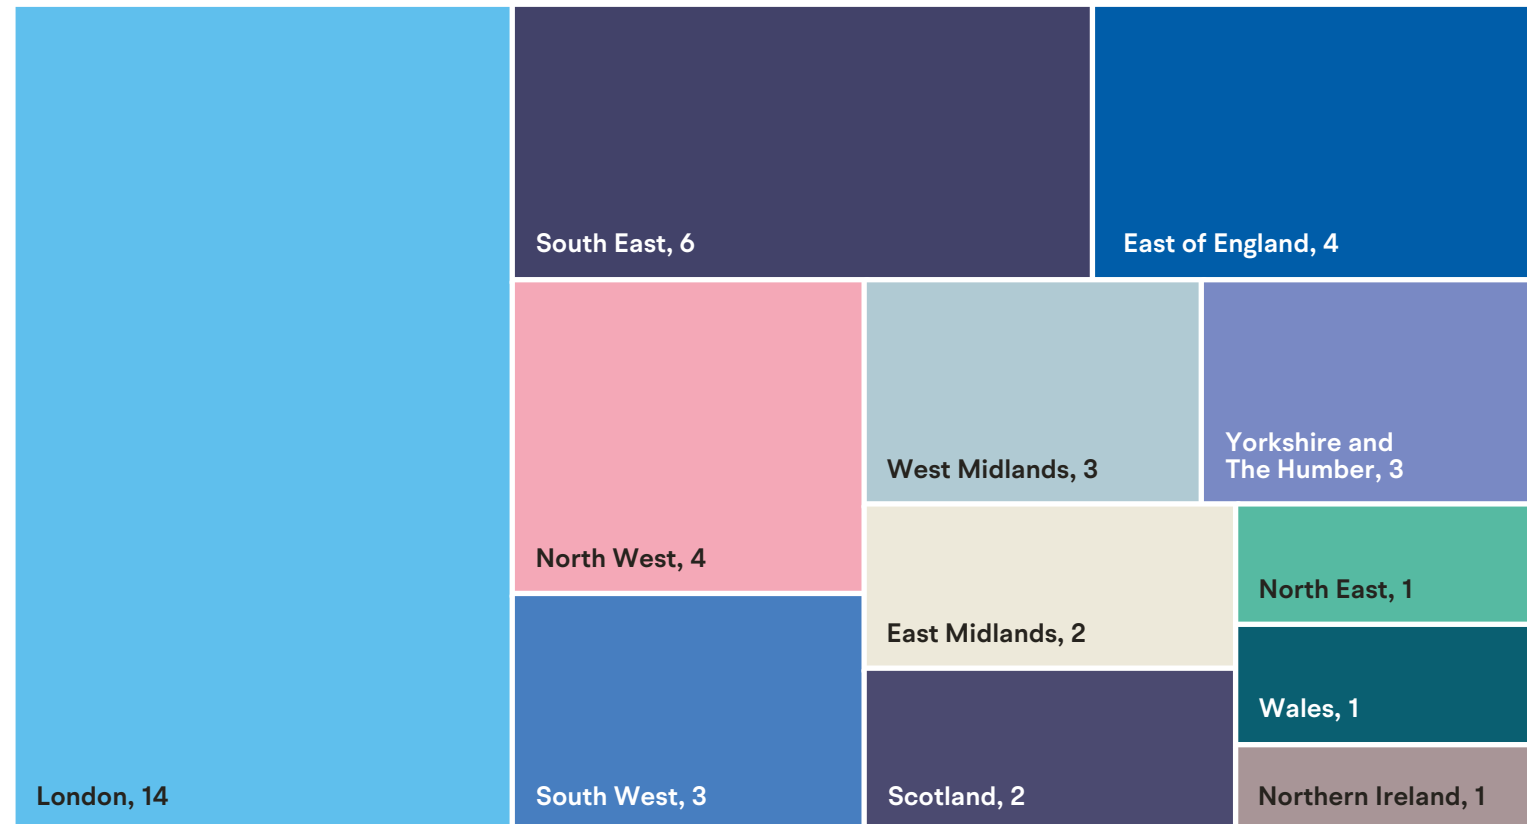 South East, 6
East of England, 4
Yorkshire and
The Humber, 3
West Midlands, 3
North West, 4
North East, 1
East Midlands, 2
Wales, 1
London, 14
South West, 3
Scotland, 2
Northern Ireland, 1